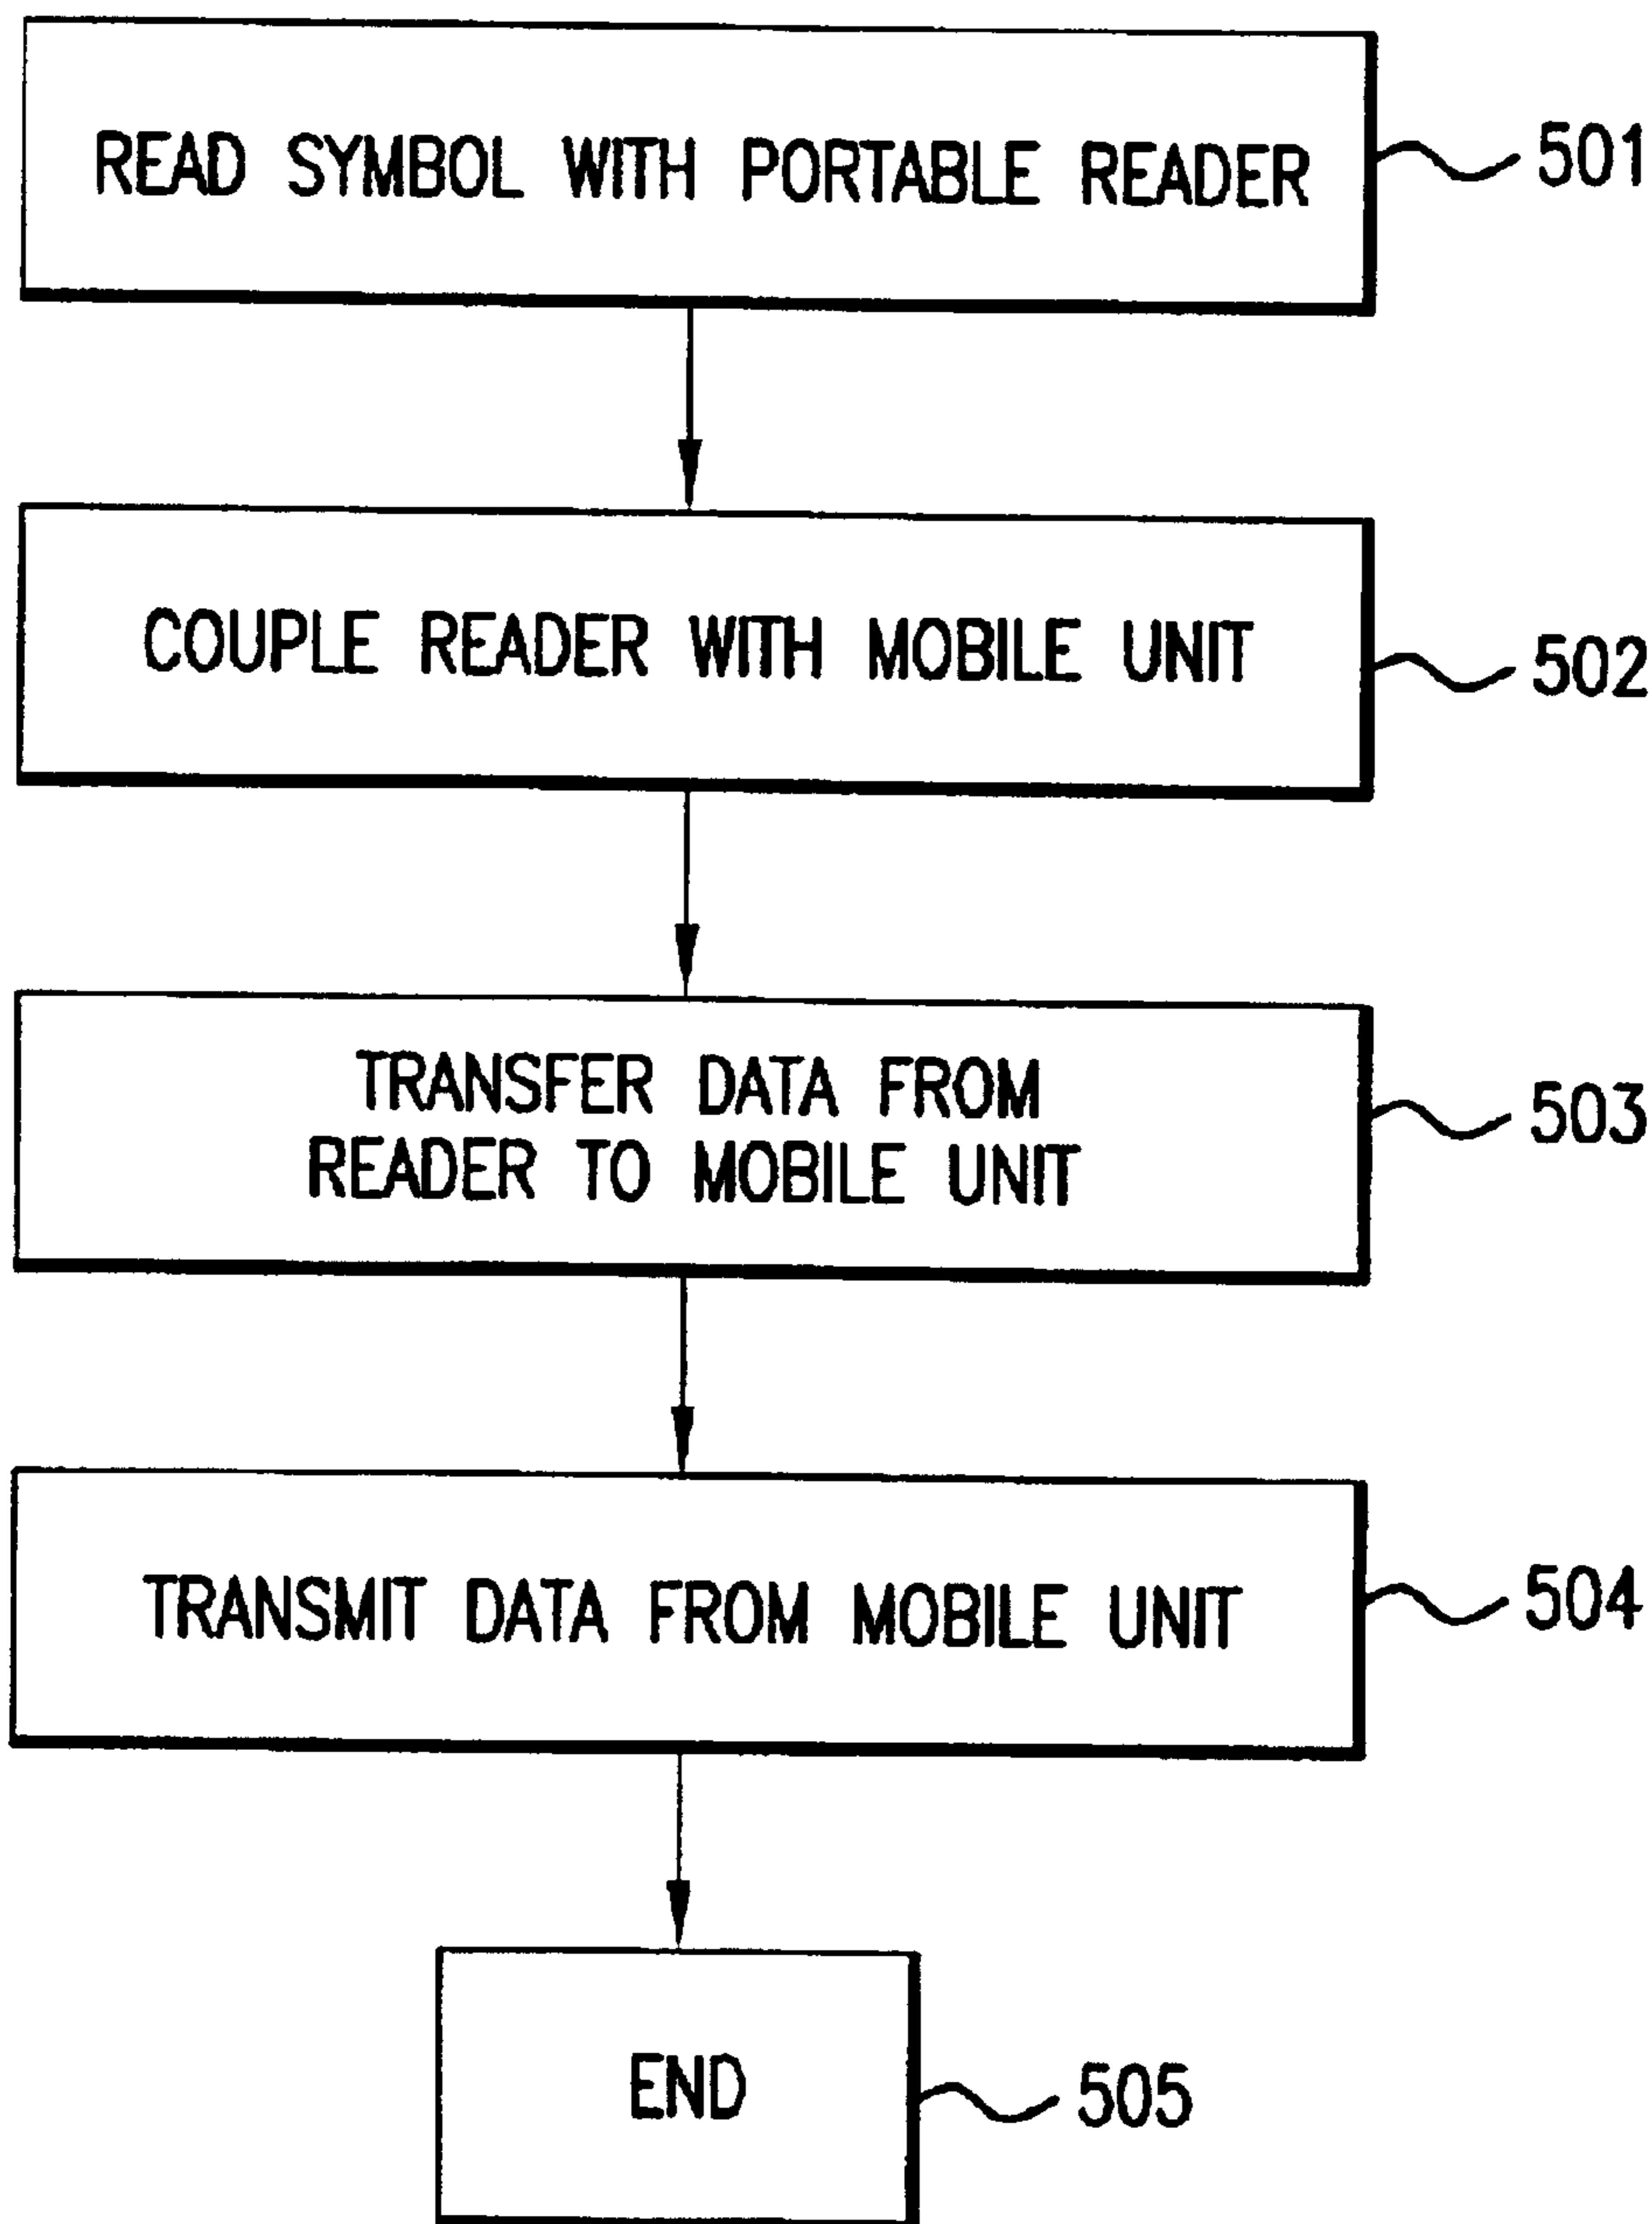 READ SYMBOL WITH PORTABLE READER
501
COUPLE READER WITH MOBILE UNIT
502
TRANSFER DATA FROM
READER TO MOBILE UNIT
503
TRANSMIT DATA FROM MOBILE UNIT
504
END
505